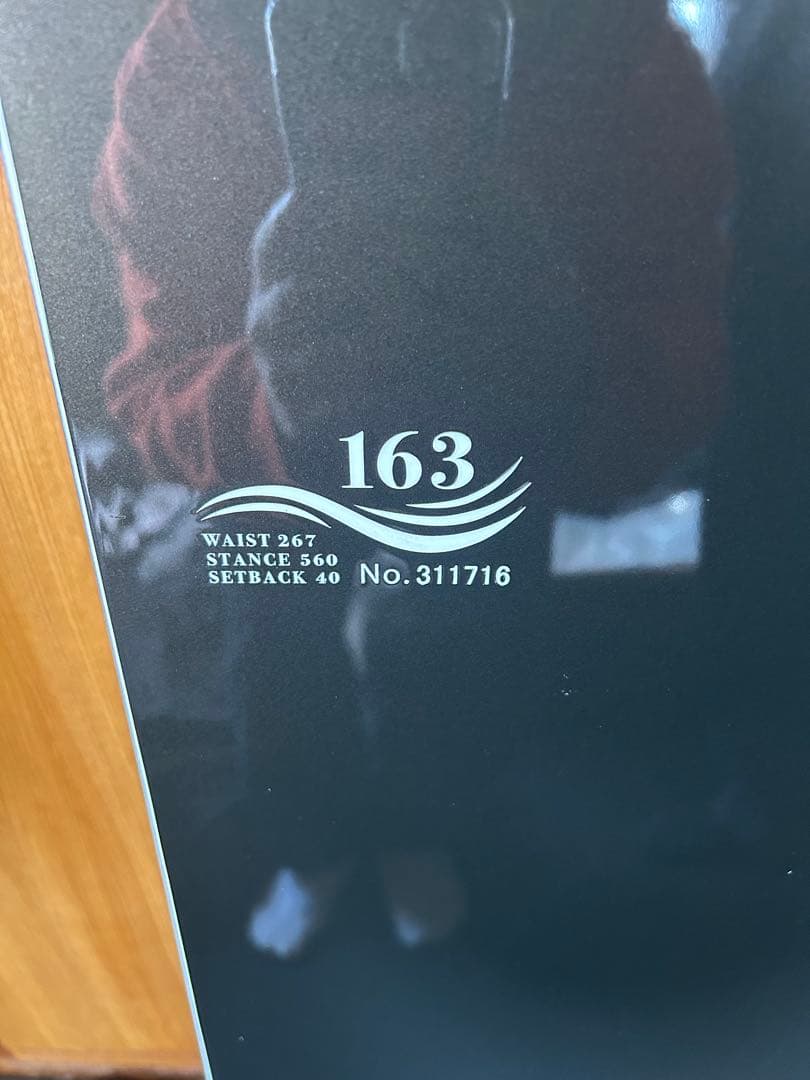 163
WAIST 267
STANCE 560
SETBACK 40
No.311716